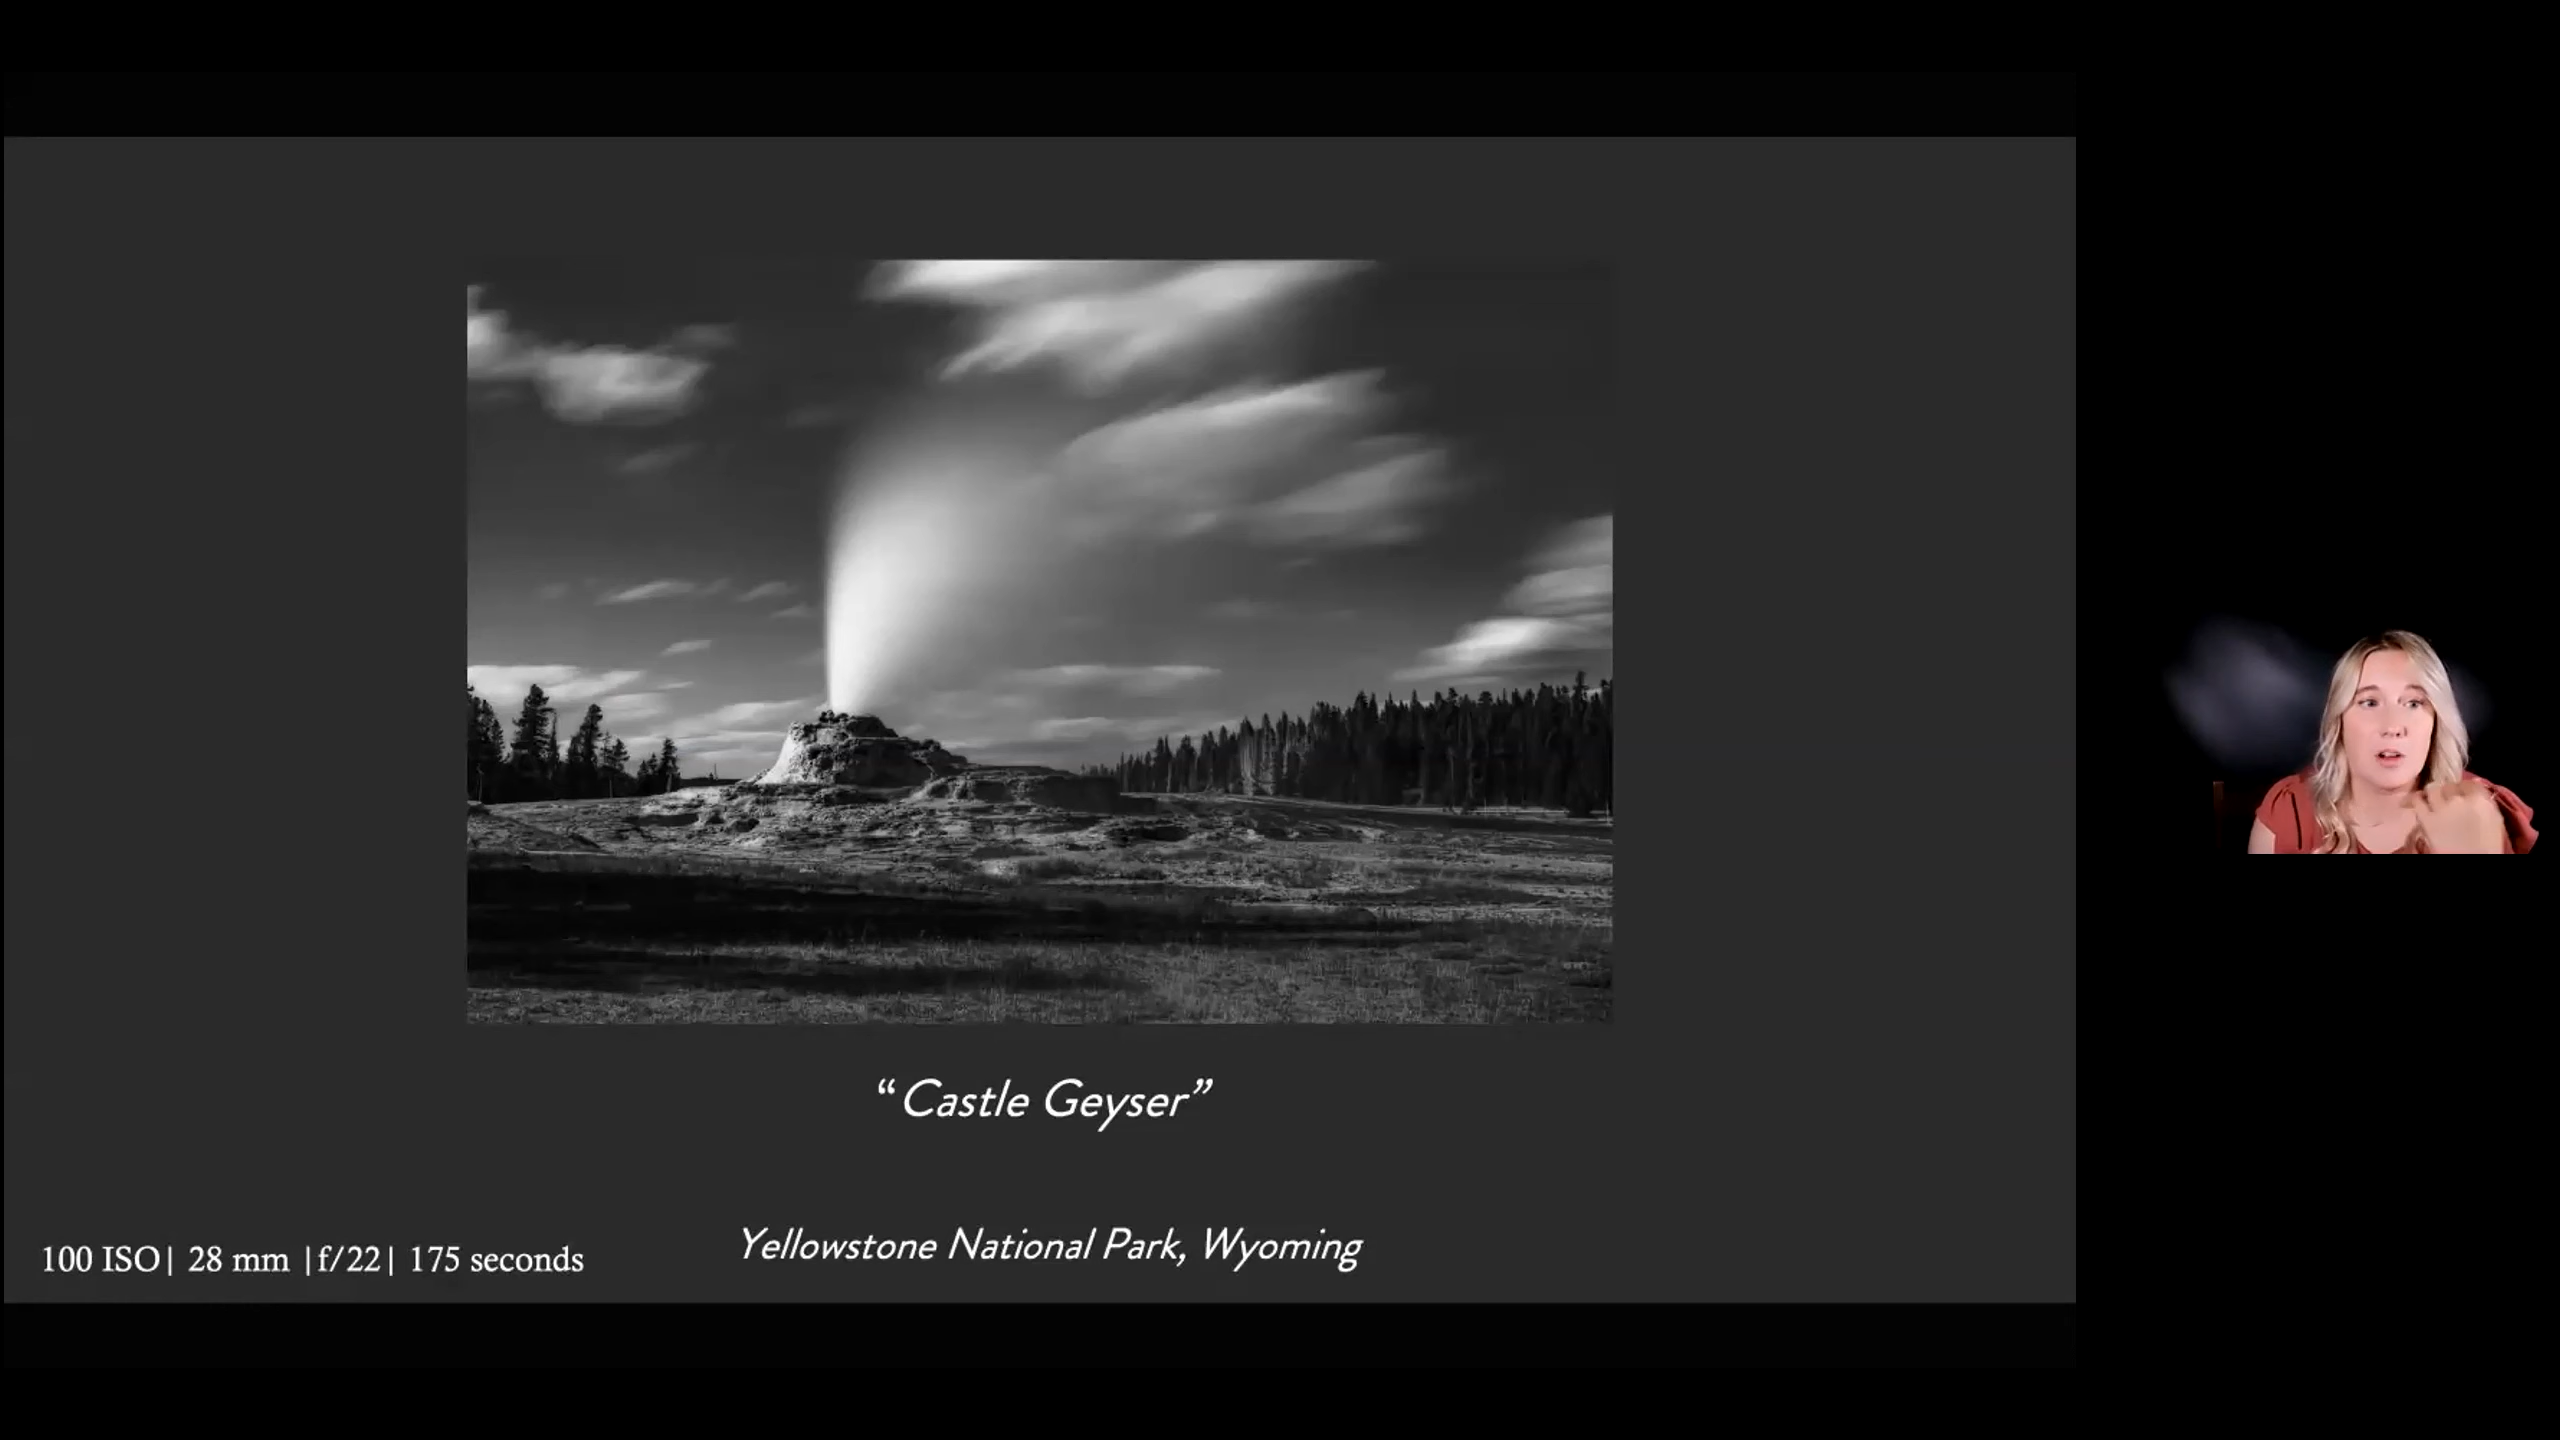 “Castle Geyser”
Yellowstone National Park, Wyoming
100 ISO| 28 mm |f/22| 175 seconds